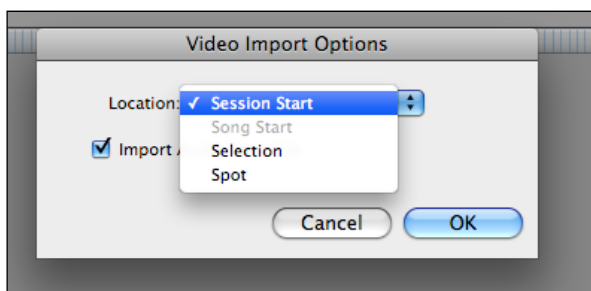 Video Import Options
Location: ✓ Session Start
Song Start
Import
Selection
Spot
Cancel OK